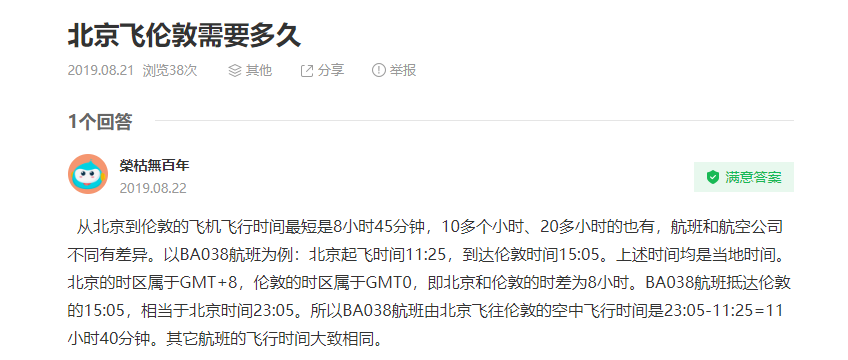 北京飞伦敦需要多久
2019.08.21 浏览38次 其他 分享 举报
1个回答
榮枯無百年
2019.08.22
满意答案
从北京到伦敦的飞机飞行时间最短是8小时45分钟，10多个小时、20多小时的也有，航班和航空公司
不同有差异。以BA038航班为例：北京起飞时间11:25，到达伦敦时间15:05。上述时间均是当地时间。
北京的时区属于GMT+8，伦敦的时区属于GMT0，即北京和伦敦的时差为8小时。BA038航班抵达伦敦
的15:05，相当于北京时间23:05。所以BA038航班由北京飞往伦敦的空中飞行时间是23:05-11:25=11
小时40分钟。其它航班的飞行时间大致相同。